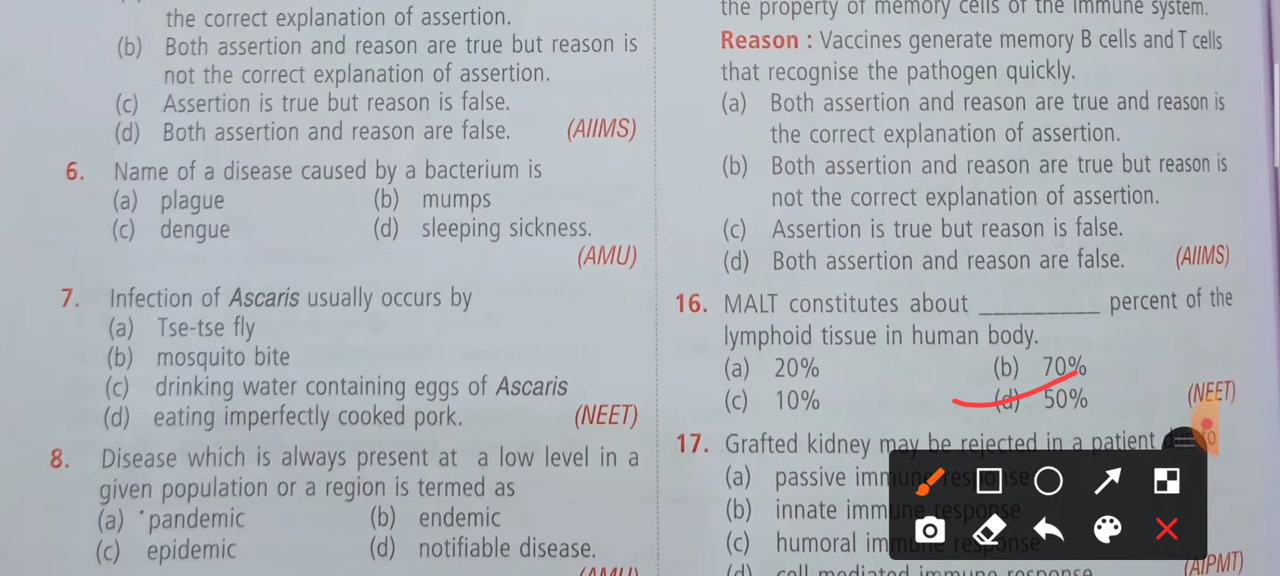 the correct explanation of assertion.
(b) Both assertion and reason are true but reason is
not the correct explanation of assertion.
(c) Assertion is true but reason is false.
(d) Both assertion and reason are false. (AIIMS)
6. Name of a disease caused by a bacterium is
(a) plague (b) mumps
(c) dengue (d) sleeping sickness.
(AMU)
7. Infection of Ascaris usually occurs by
(a) Tse-tse fly
(b) mosquito bite
(c) drinking water containing eggs of Ascaris
(d) eating imperfectly cooked pork. (NEET)
8. Disease which is always present at a low level in a
given population or a region is termed as
(a) pandemic (b) endemic
(c) epidemic (d) notifiable disease.
(AMU)
the property of memory cells of the immune system.
Reason : Vaccines generate memory B cells and T cells
that recognise the pathogen quickly.
(a) Both assertion and reason are true and reason is
the correct explanation of assertion.
(b) Both assertion and reason are true but reason is
not the correct explanation of assertion.
(c) Assertion is true but reason is false.
(d) Both assertion and reason are false. (AIIMS)
16. MALT constitutes about __________ percent of the
lymphoid tissue in human body.
(a) 20% (b) 70%
(c) 10% (d) 50% (NEET)
17. Grafted kidney may be rejected in a patient
(a) passive immune response
(b) innate immune response
(c) humoral immune response
(d) cell mediated immune response (AIPMT)